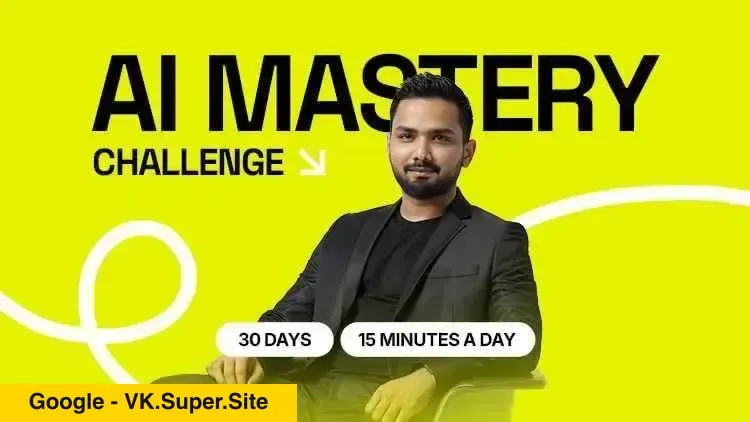 AI MASTERY
CHALLENGE
30 DAYS
15 MINUTES A DAY
Google - VK.Super.Site